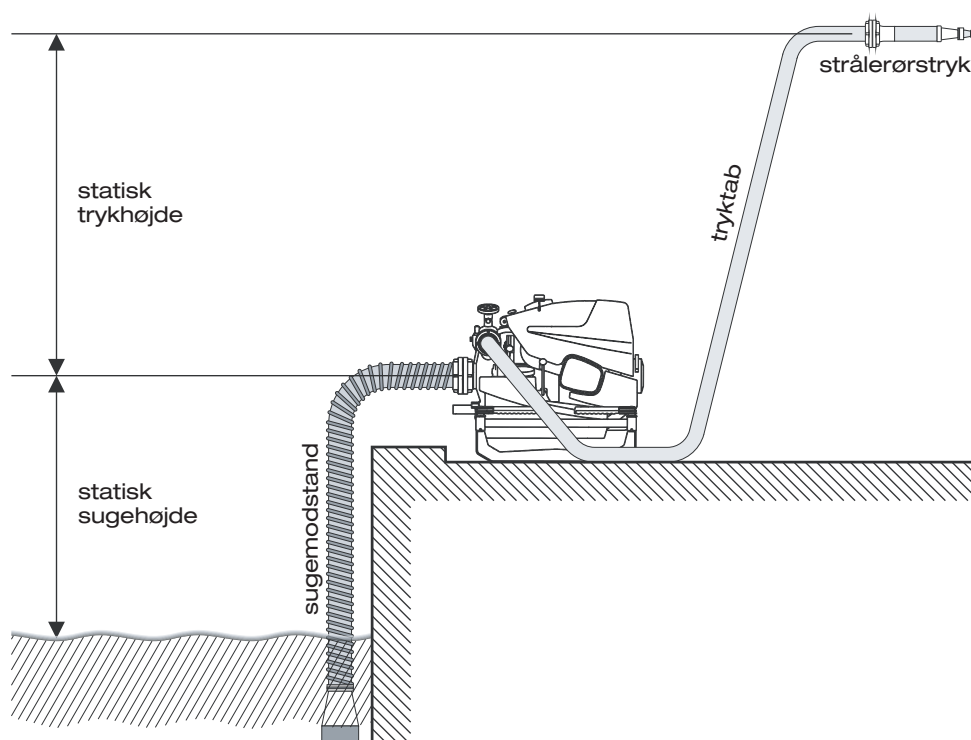 strålerørstryk
statisk
trykhøjde
tryktab
statisk
sugehøjde
sugemodstand